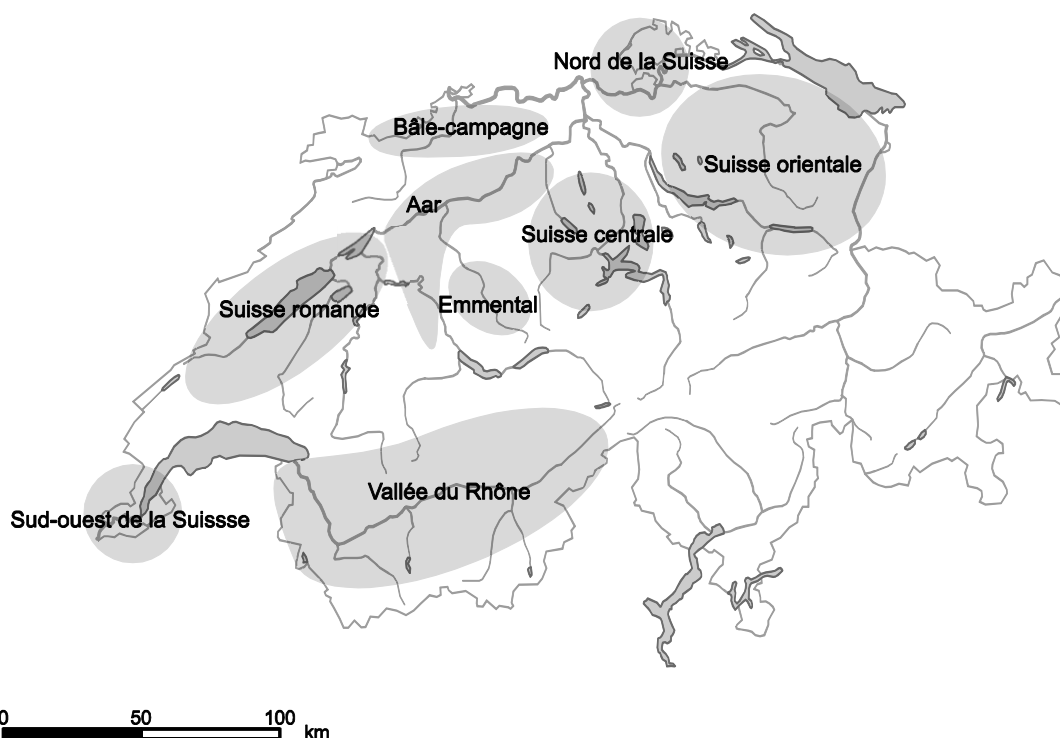 Nord de la Suisse
Bâle-campagne
Suisse orientale
Aar
Suisse centrale
Suisse romande
Emmental
Vallée du Rhône
Sud-ouest de la Suissse
0 50 100 km